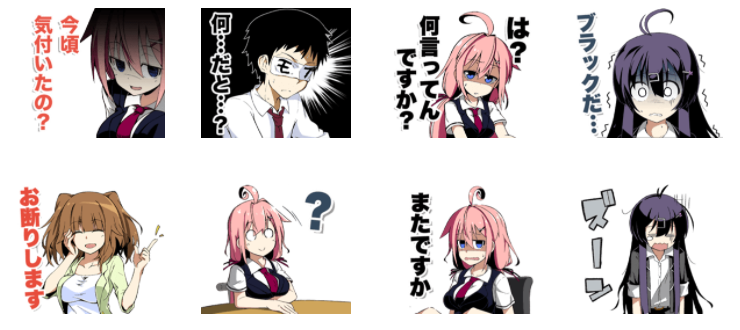 今頃
気付いたの？
何…だと…？
モ
は？
何言ってん
ですか？
ブラックだ…
お断りします
？
またですか
ズーン